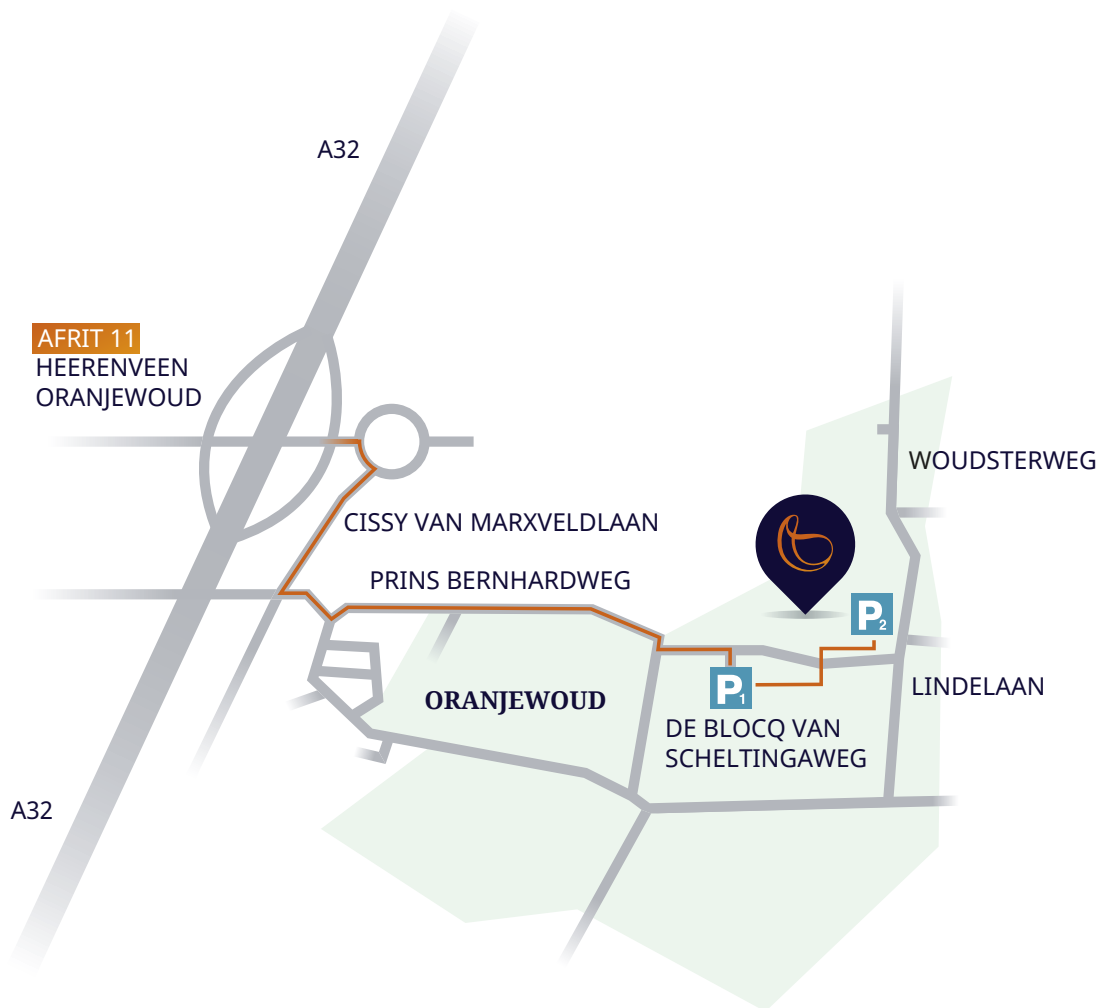 A32
AFRIT 11
HEERENVEEN
ORANJEWOUD
WOUDSTERWEG
CISSY VAN MARXVELDLAAN
PRINS BERNHARDWEG
P2
P1
LINDELAAN
ORANJEWOUD
DE BLOCQ VAN
SCHELTINGAWEG
A32